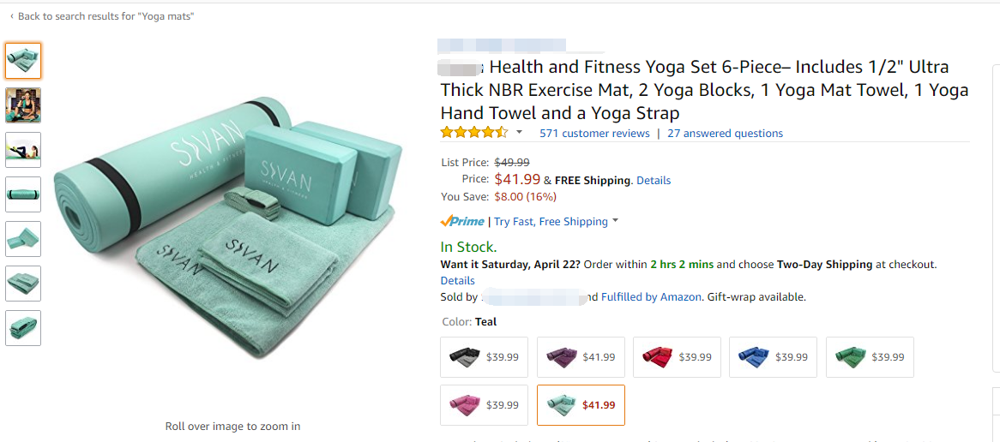 ‹ Back to search results for "Yoga mats"
Health and Fitness Yoga Set 6-Piece– Includes 1/2" Ultra
Thick NBR Exercise Mat, 2 Yoga Blocks, 1 Yoga Mat Towel, 1 Yoga
Hand Towel and a Yoga Strap
571 customer reviews | 27 answered questions
List Price: $49.99
Price: $41.99 & FREE Shipping. Details
You Save: $8.00 (16%)
Prime | Try Fast, Free Shipping
In Stock.
Want it Saturday, April 22? Order within 2 hrs 2 mins and choose Two-Day Shipping at checkout.
Details
Sold by nd Fulfilled by Amazon. Gift-wrap available.
Color: Teal
$39.99 $41.99 $39.99 $39.99 $39.99
$39.99 $41.99
SIVAN
HEALTH & FITNESS
SIVAN
HEALTH & FITNESS
SIVAN
SIVAN
Roll over image to zoom in